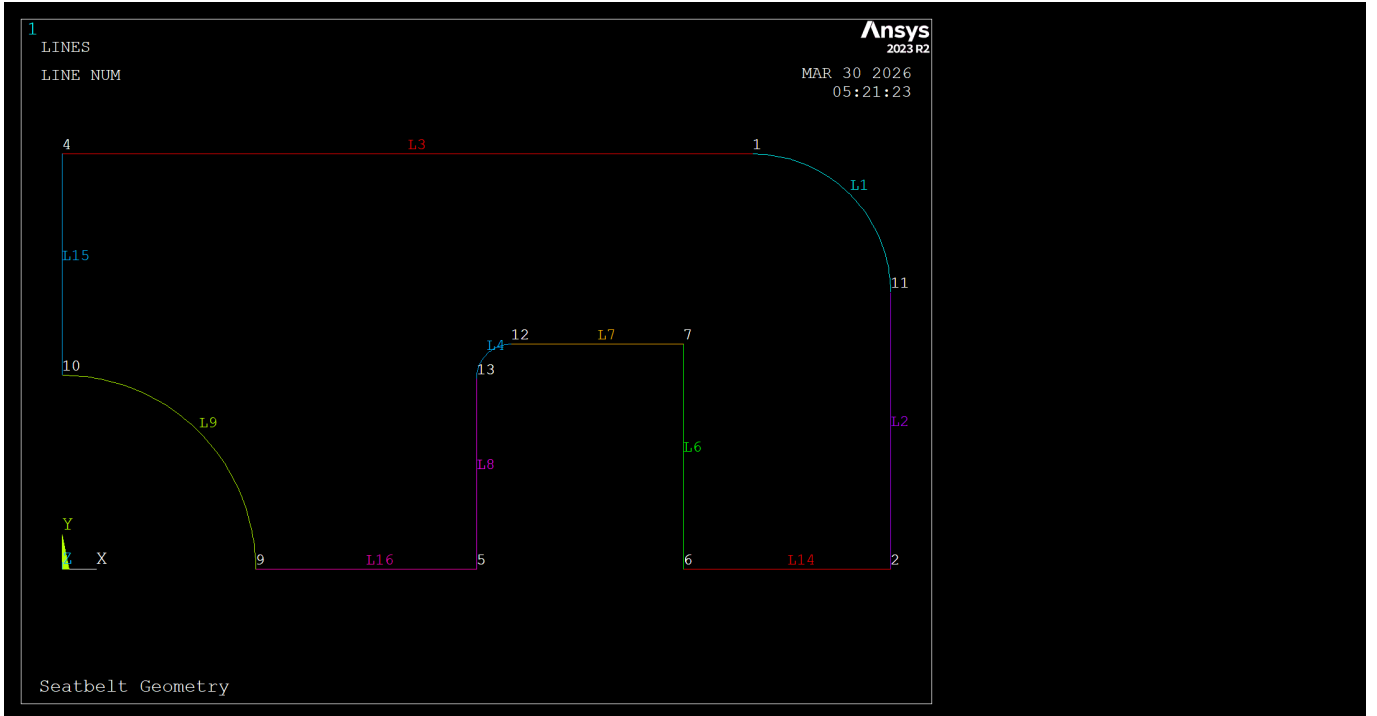 1
LINES
Ansys
2023 R2
LINE NUM
MAR 30 2026
05:21:23
4 L3 1
L1
L15
11
12 L7 7
L4
10 13
L9 L2
L6
L8
Y
Z X 9 L16 5 6 L14 2
Seatbelt Geometry